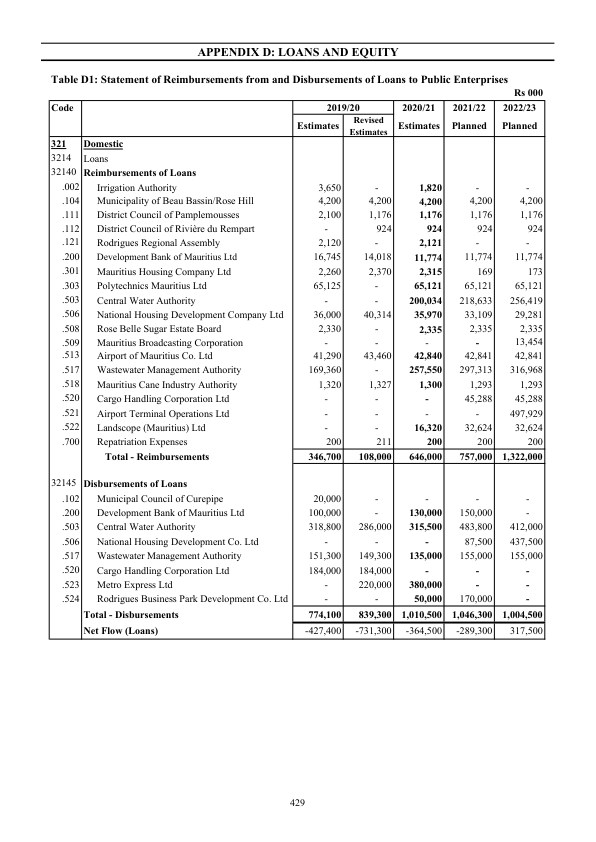 APPENDIX D: LOANS AND EQUITY
Table D1: Statement of Reimbursements from and Disbursements of Loans to Public Enterprises
Rs 000
Code 2019/20 2020/21 2021/22 2022/23
Estimates Revised Estimates Estimates Planned Planned
321 Domestic
3214 Loans
32140 Reimbursements of Loans
.002 Irrigation Authority 3,650 - 1,820 - -
.104 Municipality of Beau Bassin/Rose Hill 4,200 4,200 4,200 4,200 4,200
.111 District Council of Pamplemousses 2,100 1,176 1,176 1,176 1,176
.112 District Council of Rivière du Rempart - 924 924 924 924
.121 Rodrigues Regional Assembly 2,120 - 2,121 - -
.200 Development Bank of Mauritius Ltd 16,745 14,018 11,774 11,774 11,774
.301 Mauritius Housing Company Ltd 2,260 2,370 2,315 169 173
.303 Polytechnics Mauritius Ltd 65,125 - 65,121 65,121 65,121
.503 Central Water Authority - - 200,034 218,633 256,419
.506 National Housing Development Company Ltd 36,000 40,314 35,970 33,109 29,281
.508 Rose Belle Sugar Estate Board 2,330 - 2,335 2,335 2,335
.509 Mauritius Broadcasting Corporation - - - - 13,454
.513 Airport of Mauritius Co. Ltd 41,290 43,460 42,840 42,841 42,841
.517 Wastewater Management Authority 169,360 - 257,550 297,313 316,968
.518 Mauritius Cane Industry Authority 1,320 1,327 1,300 1,293 1,293
.520 Cargo Handling Corporation Ltd - - - 45,288 45,288
.521 Airport Terminal Operations Ltd - - - - 497,929
.522 Landscope (Mauritius) Ltd - - 16,320 32,624 32,624
.700 Repatriation Expenses 200 211 200 200 200
Total - Reimbursements 346,700 108,000 646,000 757,000 1,322,000
32145 Disbursements of Loans
.102 Municipal Council of Curepipe 20,000 - - - -
.200 Development Bank of Mauritius Ltd 100,000 - 130,000 150,000 -
.503 Central Water Authority 318,800 286,000 315,500 483,800 412,000
.506 National Housing Development Co. Ltd - - - 87,500 437,500
.517 Wastewater Management Authority 151,300 149,300 135,000 155,000 155,000
.520 Cargo Handling Corporation Ltd 184,000 184,000 - - -
.523 Metro Express Ltd - 220,000 380,000 - -
.524 Rodrigues Business Park Development Co. Ltd - - 50,000 170,000 -
Total - Disbursements 774,100 839,300 1,010,500 1,046,300 1,004,500
Net Flow (Loans) -427,400 -731,300 -364,500 -289,300 317,500
429